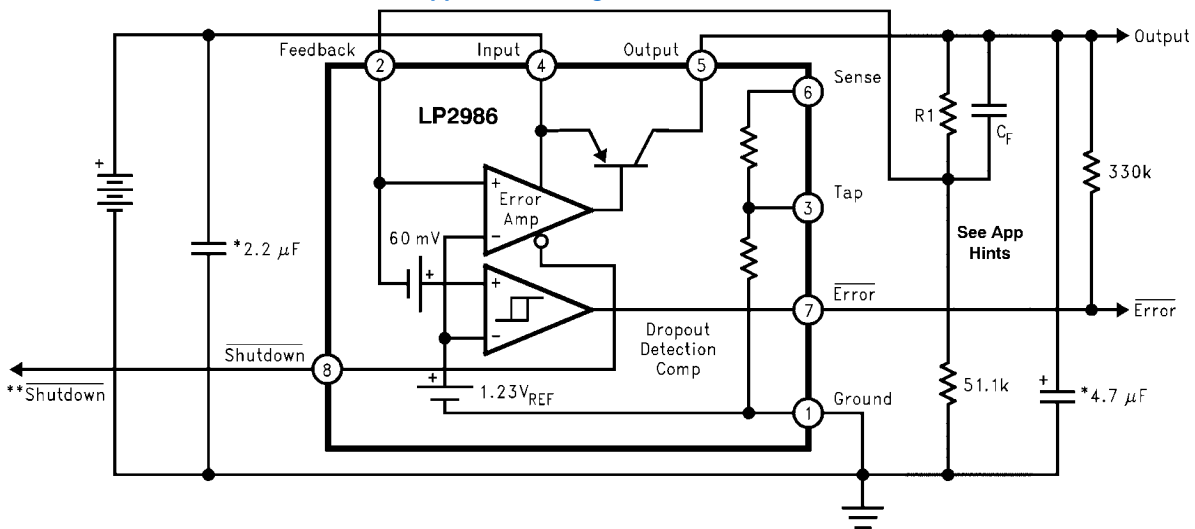 Feedback
Input
Output
Output
2
4
5
6
Sense
LP2986
R1
C_F
+
330k
+
Error
Amp
−
3
Tap
*2.2 μF
60 mV
See App
Hints
+
+
−
7
Error
Error
Dropout
Detection
Comp
Shutdown
8
**Shutdown
+
1.23V_REF
51.1k
+
*4.7 μF
1
Ground